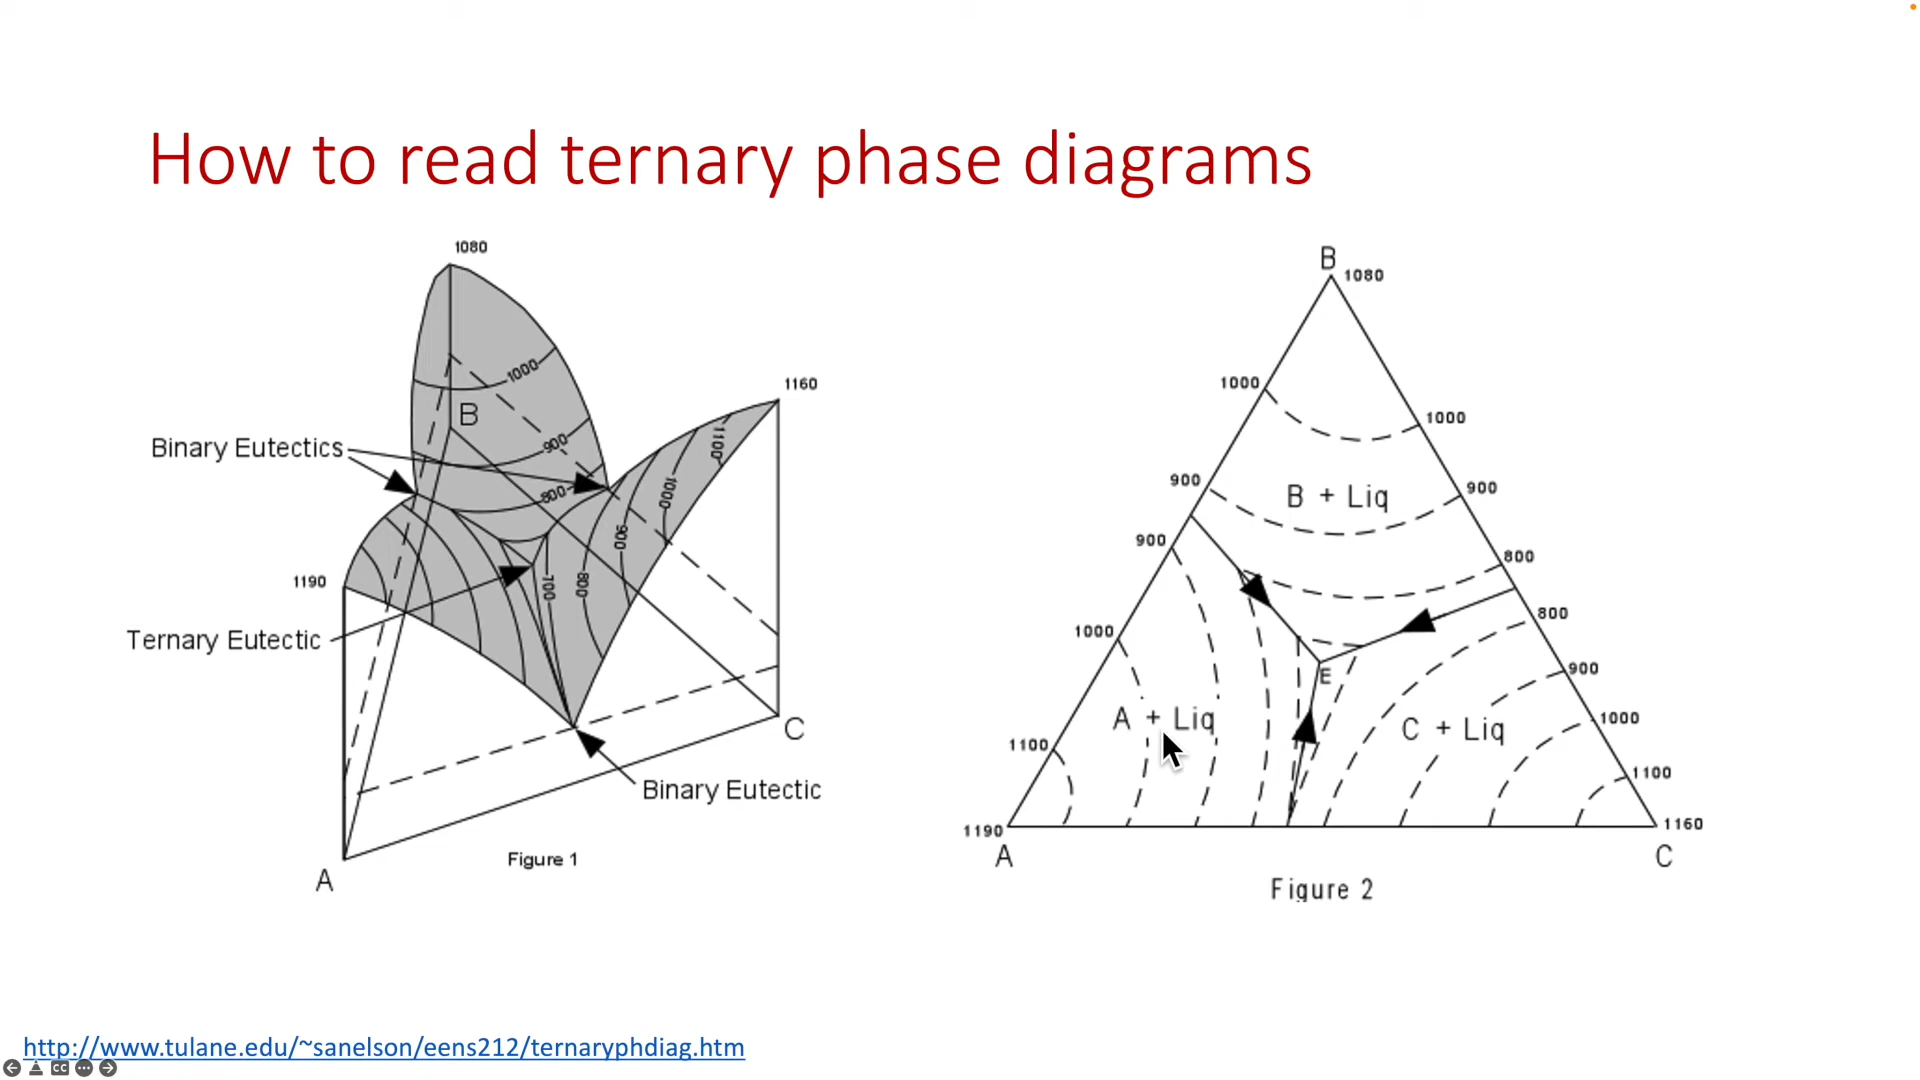 How to read ternary phase diagrams
1080
1000
B
900
800
Binary Eutectics
1160
1100
1000
900
800
700
1190
Ternary Eutectic
C
Binary Eutectic
A
Figure 1
B
1080
1000
1000
900
900
B + Liq
900
800
800
1000
E
900
A + Liq
C + Liq
1000
1100
1100
1190
1160
A
C
Figure 2
http://www.tulane.edu/~sanelson/eens212/ternaryphdiag.htm
CC